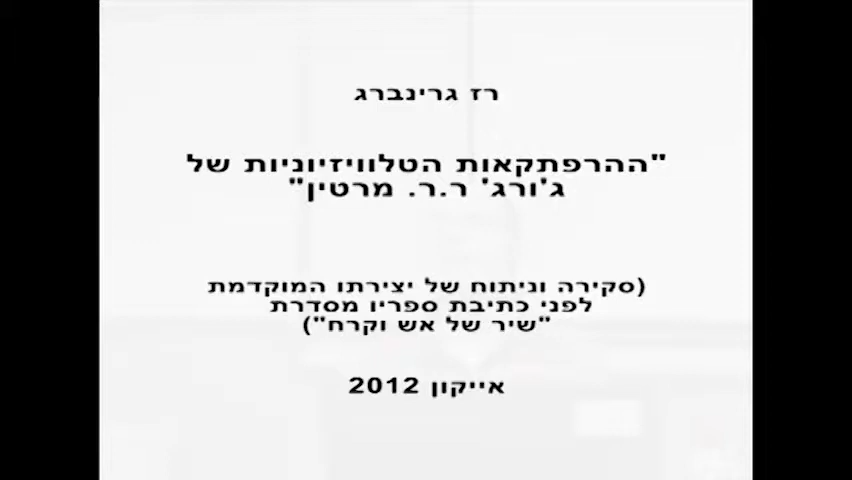 רז גרינברג
"ההרפתקאות הטלוויזיוניות של
ג'ורג' ר.ר. מרטין"
(סקירה וניתוח של יצירתו המוקדמת
לפני כתיבת ספריו מסדרת
"שיר של אש וקרח")
אייקון 2012